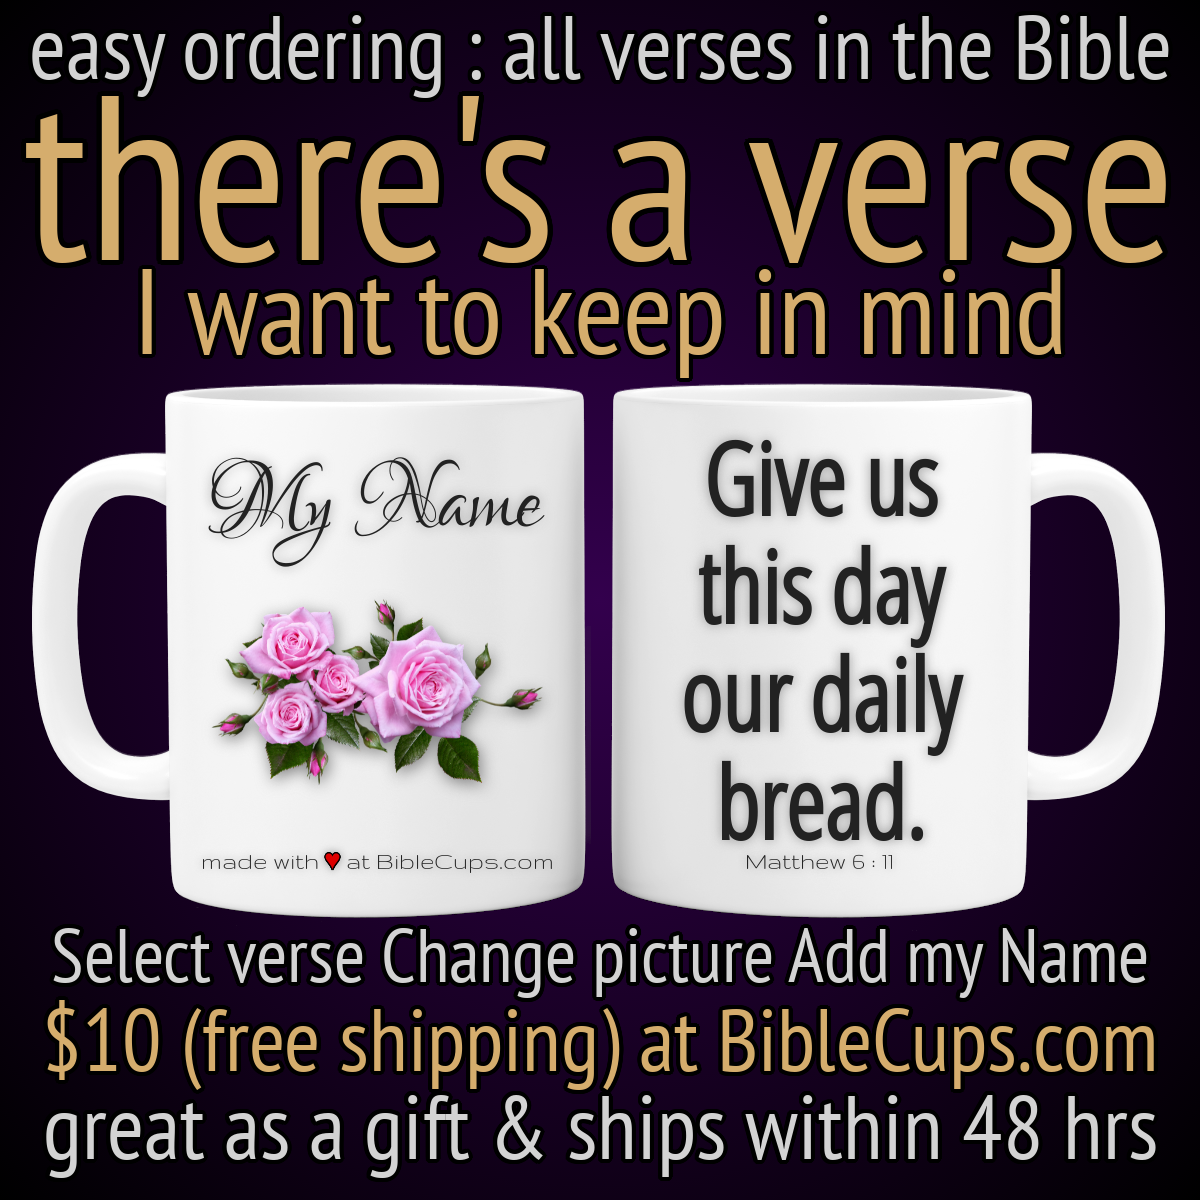 easy ordering : all verses in the Bible
there's a verse
I want to keep in mind
My Name
made with ❤ at BibleCups.com
Give us
this day
our daily
bread.
Matthew 6 : 11
Select verse Change picture Add my Name
$10 (free shipping) at BibleCups.com
great as a gift & ships within 48 hrs